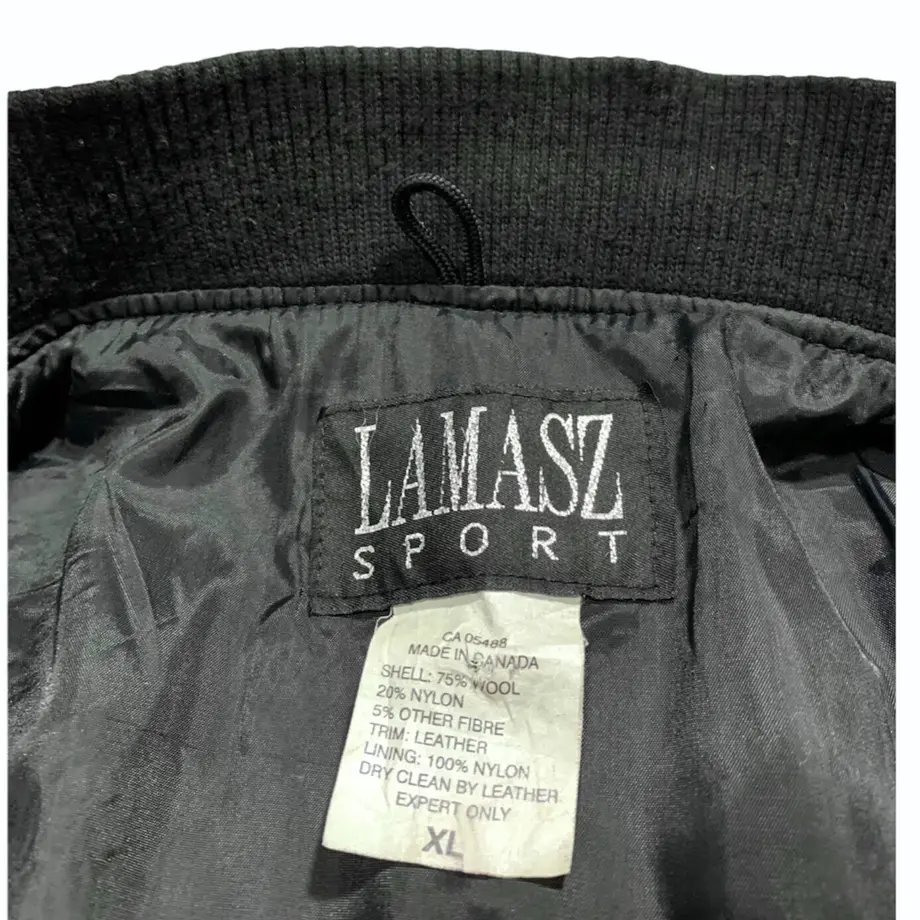 LAMASZ
SPORT
CA 05488
MADE IN CANADA
SHELL: 75% WOOL
20% NYLON
5% OTHER FIBRE
TRIM: LEATHER
LINING: 100% NYLON
DRY CLEAN BY LEATHER
EXPERT ONLY
XL